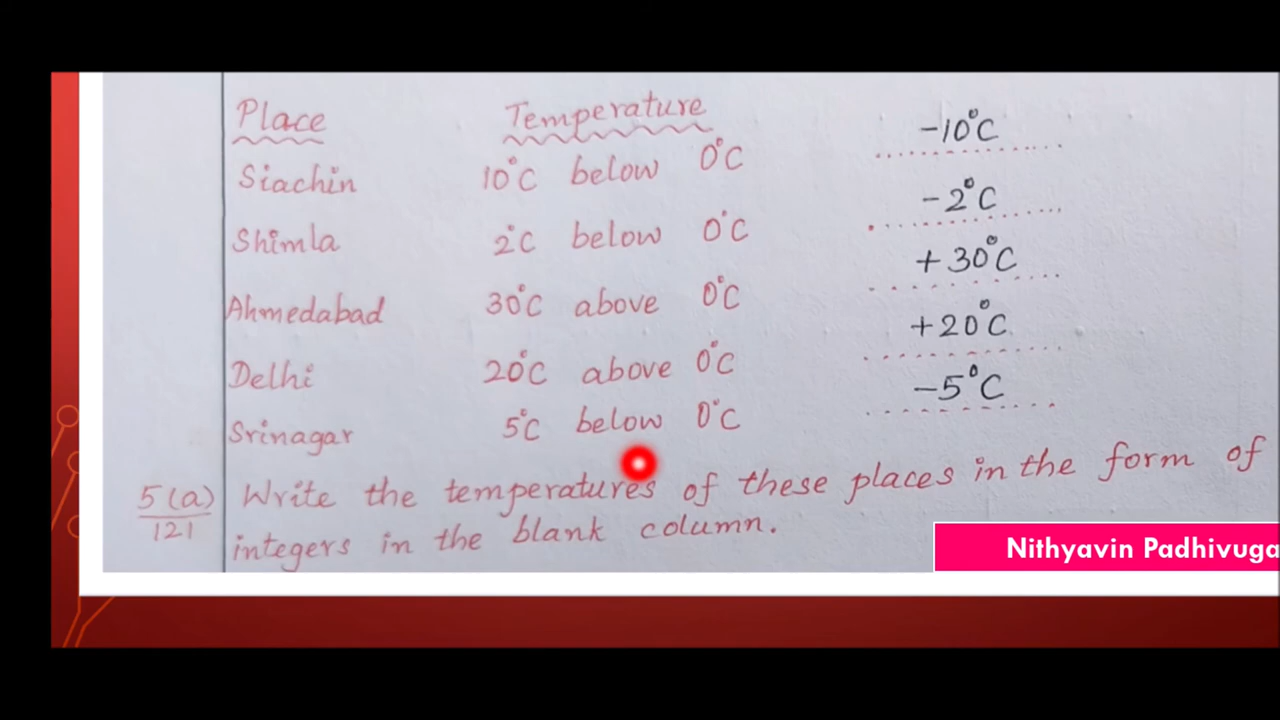 Place Temperature
Siachin 10°C below 0°C -10°C
Shimla 2°C below 0°C -2°C
Ahmedabad 30°C above 0°C +30°C
Delhi 20°C above 0°C +20°C
Srinagar 5°C below 0°C -5°C
5(a)/121 Write the temperatures of these places in the form of
integers in the blank column.
Nithyavin Padhivuga